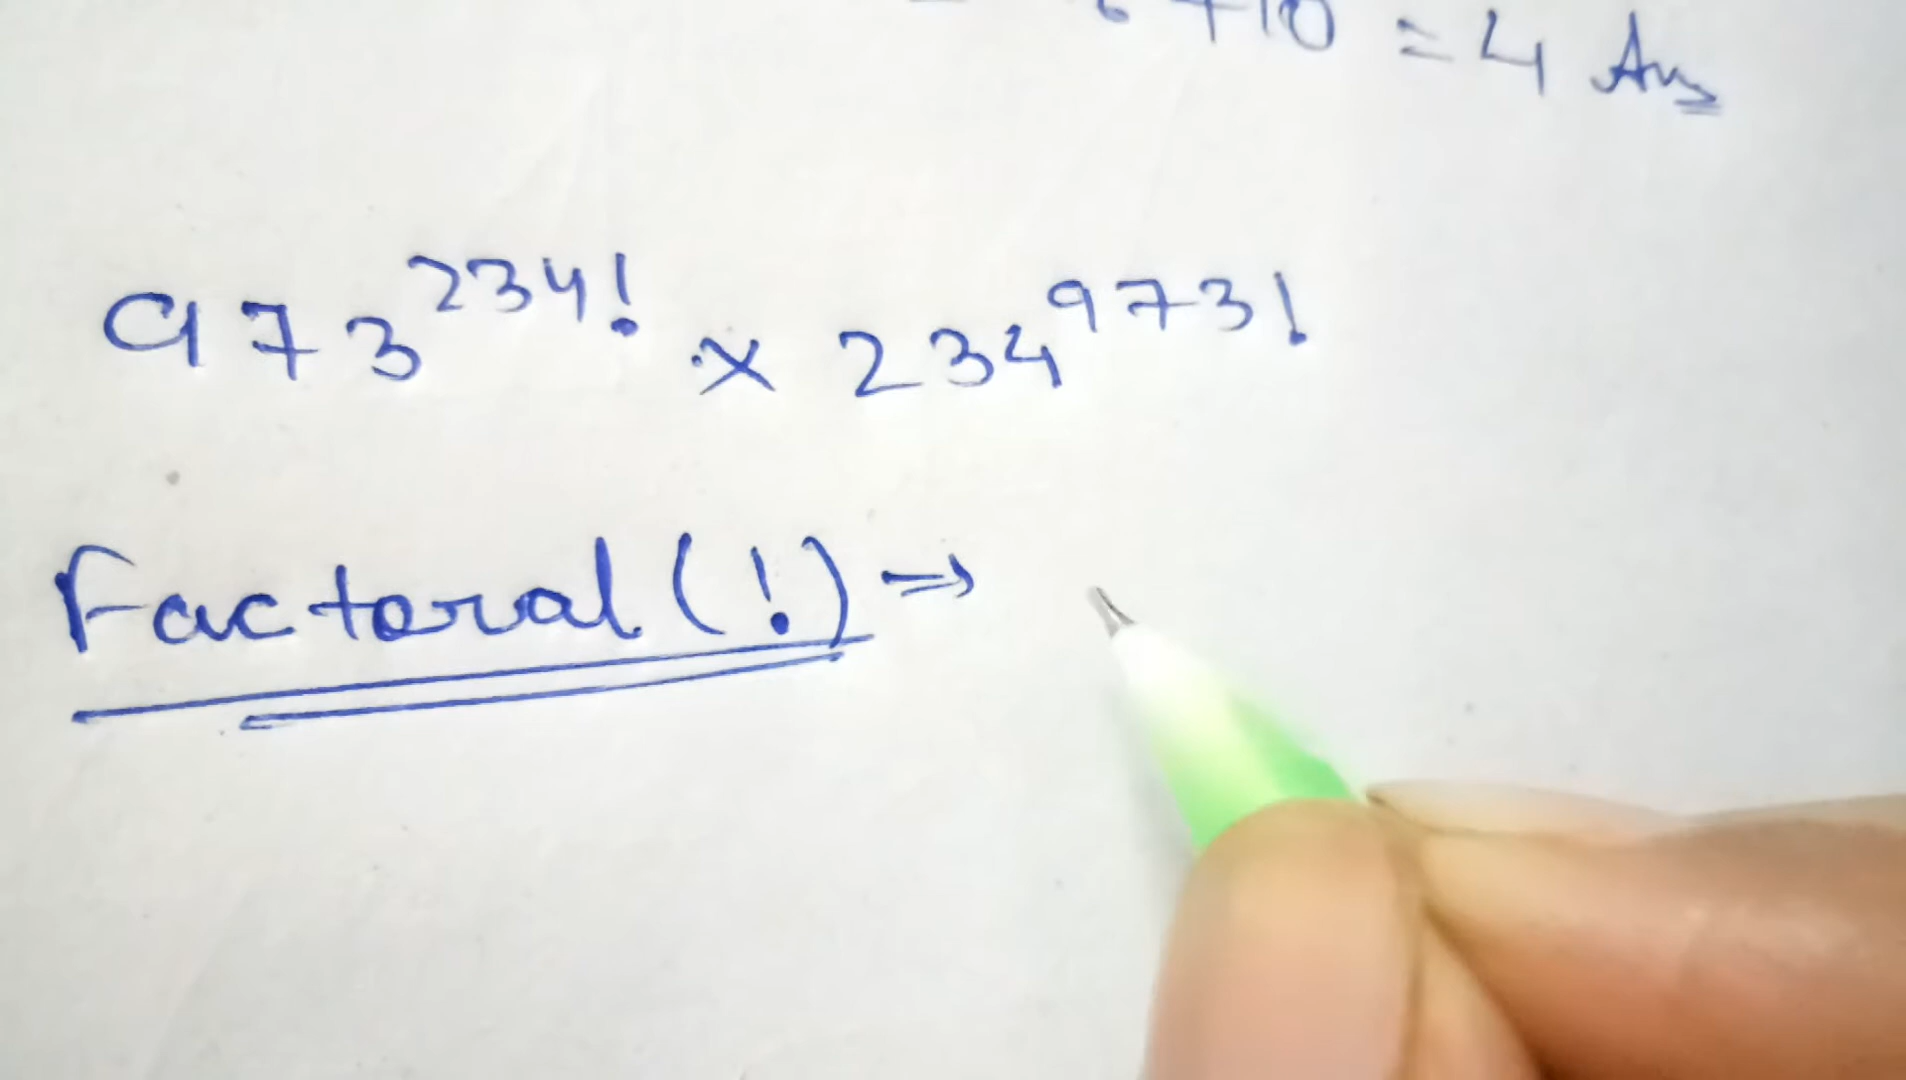 +10 = 4 Ans
973^234! × 234^973!
Factoral (!) ⇒